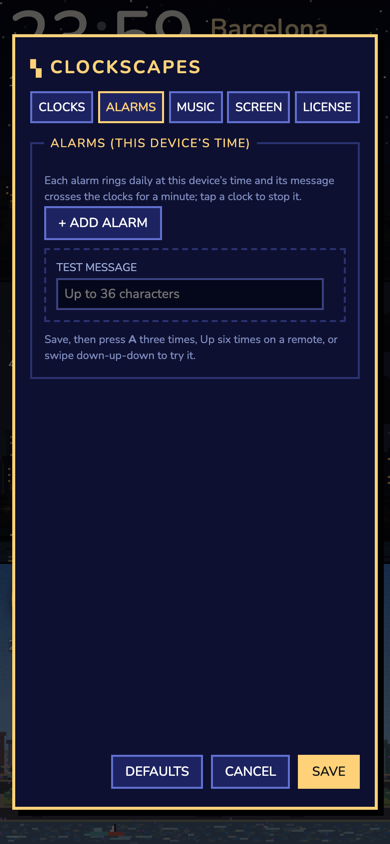 23:59 Barcelona
CLOCKSCAPES
CLOCKS ALARMS MUSIC SCREEN LICENSE
ALARMS (THIS DEVICE'S TIME)
Each alarm rings daily at this device's time and its message
crosses the clocks for a minute; tap a clock to stop it.
+ ADD ALARM
TEST MESSAGE
Up to 36 characters
Save, then press A three times, Up six times on a remote, or
swipe down-up-down to try it.
DEFAULTS CANCEL SAVE